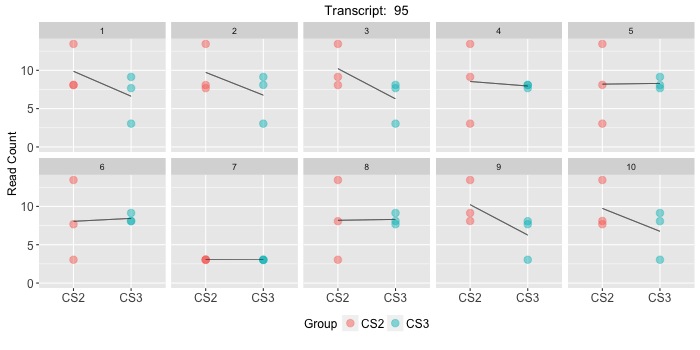 Transcript: 95
1 2 3 4 5
10
5
0
Read Count
6 7 8 9 10
10
5
0
CS2 CS3 CS2 CS3 CS2 CS3 CS2 CS3 CS2 CS3
Group CS2 CS3